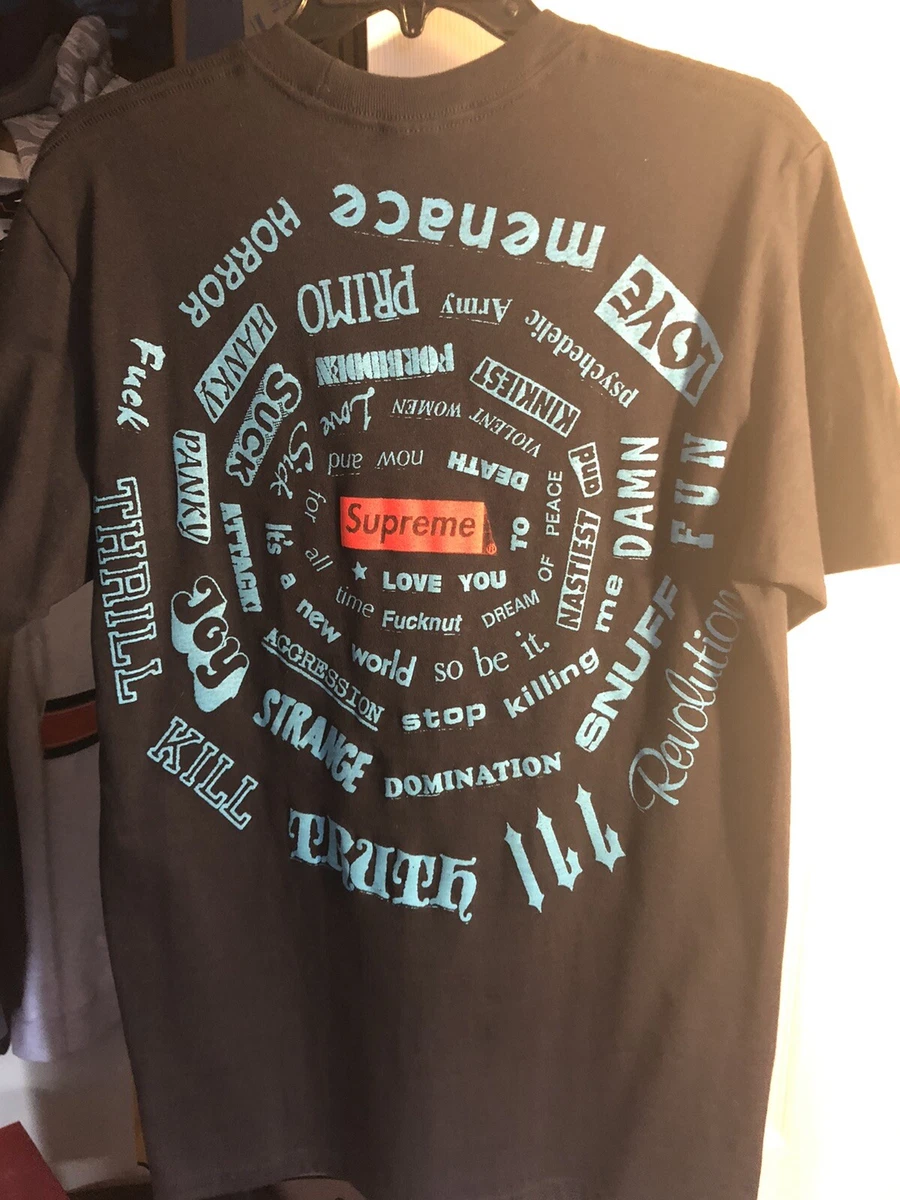 Supreme
®
★ LOVE YOU
TO
DEATH
now and
for all time
Fucknut
DREAM OF PEACE
VIOLENT WOMEN
Love
Sick
It's a new world
so be it.
NASTIEST
and
KINKIEST
FORBIDDEN
SUCK
ATTACK!
AGGRESSION
stop killing me
DAMN
psychedelic
Army
PRIMO
HANKY
PANKY
JOY
STRANGE
DOMINATION
SNUFF
FUN
LOVE
menace
HORROR
Fuck
THRILL
KILL
TRUTH
ILL
Revolution